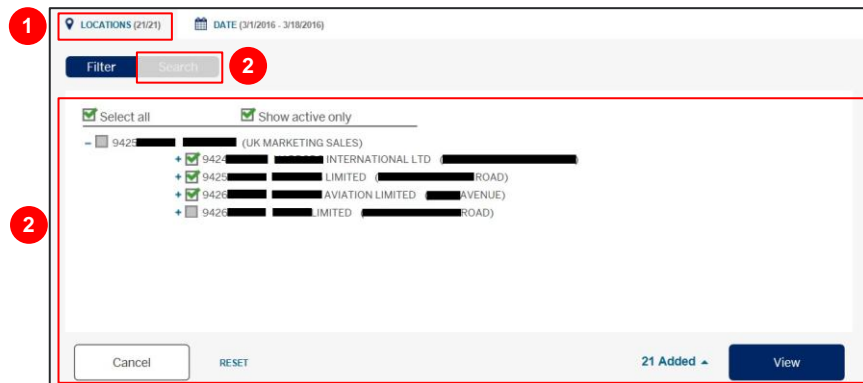 1 LOCATIONS (21/21) DATE (3/1/2016 - 3/18/2016)
Filter Search 2
Select all Show active only
2
– 9425 (UK MARKETING SALES)
+ 9424 INTERNATIONAL LTD (
+ 9425 LIMITED ( ROAD)
+ 9426 AVIATION LIMITED ( AVENUE)
+ 9426 LIMITED ( ROAD)
Cancel RESET 21 Added View